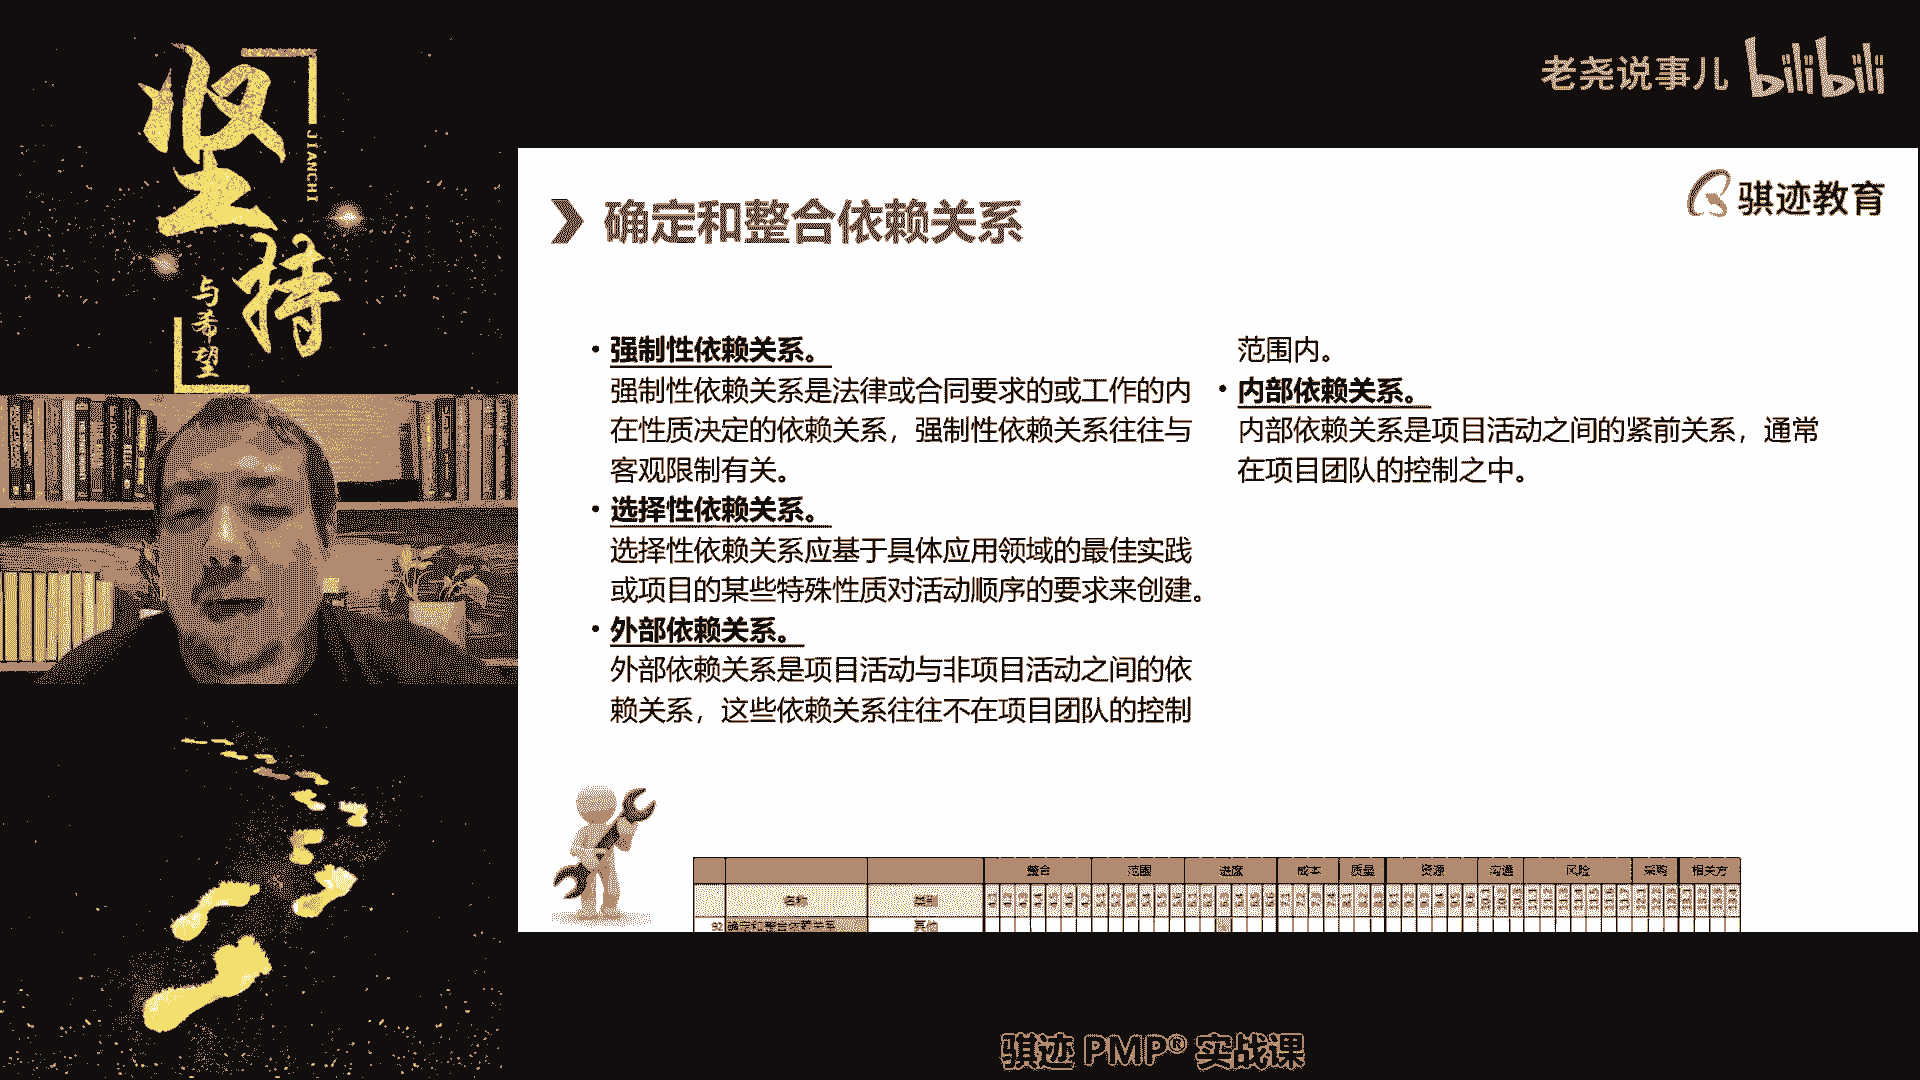 坚持
JIANCHI
与希望
老尧说事儿 bilibili
骐迹教育
确定和整合依赖关系
• 强制性依赖关系。
强制性依赖关系是法律或合同要求的或工作的内
在性质决定的依赖关系，强制性依赖关系往往与
客观限制有关。
• 选择性依赖关系。
选择性依赖关系应基于具体应用领域的最佳实践
或项目的某些特殊性质对活动顺序的要求来创建。
• 外部依赖关系。
外部依赖关系是项目活动与非项目活动之间的依
赖关系，这些依赖关系往往不在项目团队的控制
范围内。
• 内部依赖关系。
内部依赖关系是项目活动之间的紧前关系，通常
在项目团队的控制之中。
整合 范围 进度 成本 质量 资源 沟通 风险 采购 相关方
名称 类别
92 确定和整合依赖关系 其他
骐迹 PMP® 实战课